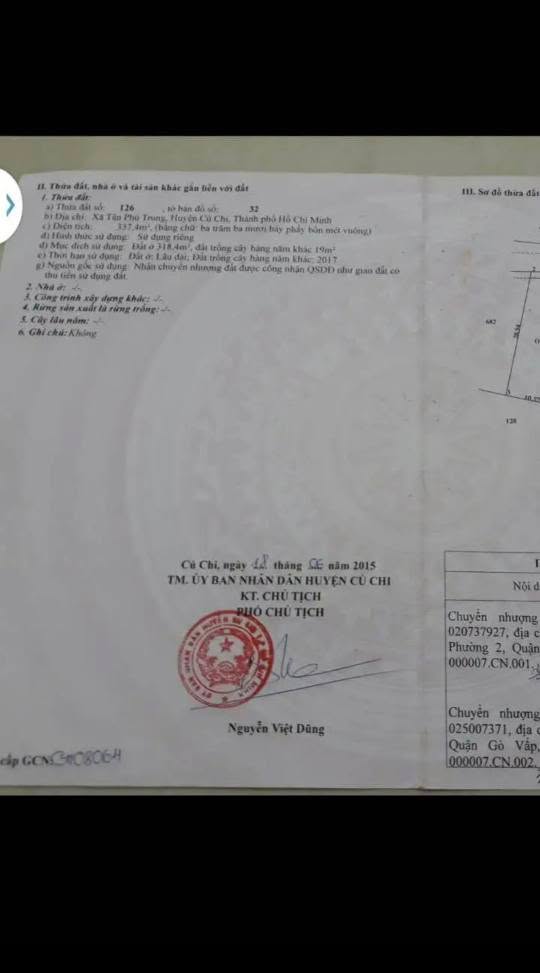 II. Thửa đất, nhà ở và tài sản khác gắn liền với đất
1. Thửa đất:
a) Thửa đất số: 126 , tờ bản đồ số: 32
b) Địa chỉ: Xã Tân Phú Trung, Huyện Củ Chi, Thành phố Hồ Chí Minh
c) Diện tích: 337,4m², (bằng chữ: ba trăm ba mươi bảy phẩy bốn mét vuông)
d) Hình thức sử dụng: Sử dụng riêng
đ) Mục đích sử dụng: Đất ở 318,4m², đất trồng cây hàng năm khác 19m²
e) Thời hạn sử dụng: Đất ở: Lâu dài; Đất trồng cây hàng năm khác: 2017
g) Nguồn gốc sử dụng: Nhận chuyển nhượng đất được công nhận QSDĐ như giao đất có
thu tiền sử dụng đất
2. Nhà ở: -/-
3. Công trình xây dựng khác: -/-
4. Rừng sản xuất là rừng trồng: -/-
5. Cây lâu năm: -/-
6. Ghi chú: Không
Củ Chi, ngày 18 tháng năm 2015
TM. ỦY BAN NHÂN DÂN HUYỆN CỦ CHI
KT. CHỦ TỊCH
PHÓ CHỦ TỊCH
Nguyễn Việt Dũng
cấp GCN:
III. Sơ đồ thửa đất
2
682
3
128
T
Nội d
Chuyển nhượng
020737927, địa c
Phường 2, Quận
000007.CN.001
Chuyển nhượng
025007371, địa c
Quận Gò Vấp,
000007.CN.002.